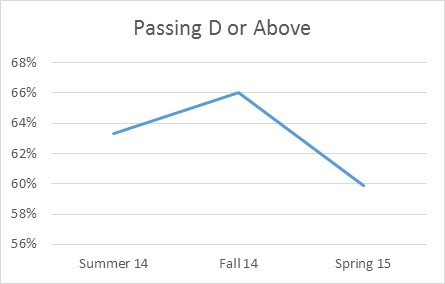 Passing D or Above
68%
66%
64%
62%
60%
58%
56%
Summer 14
Fall 14
Spring 15